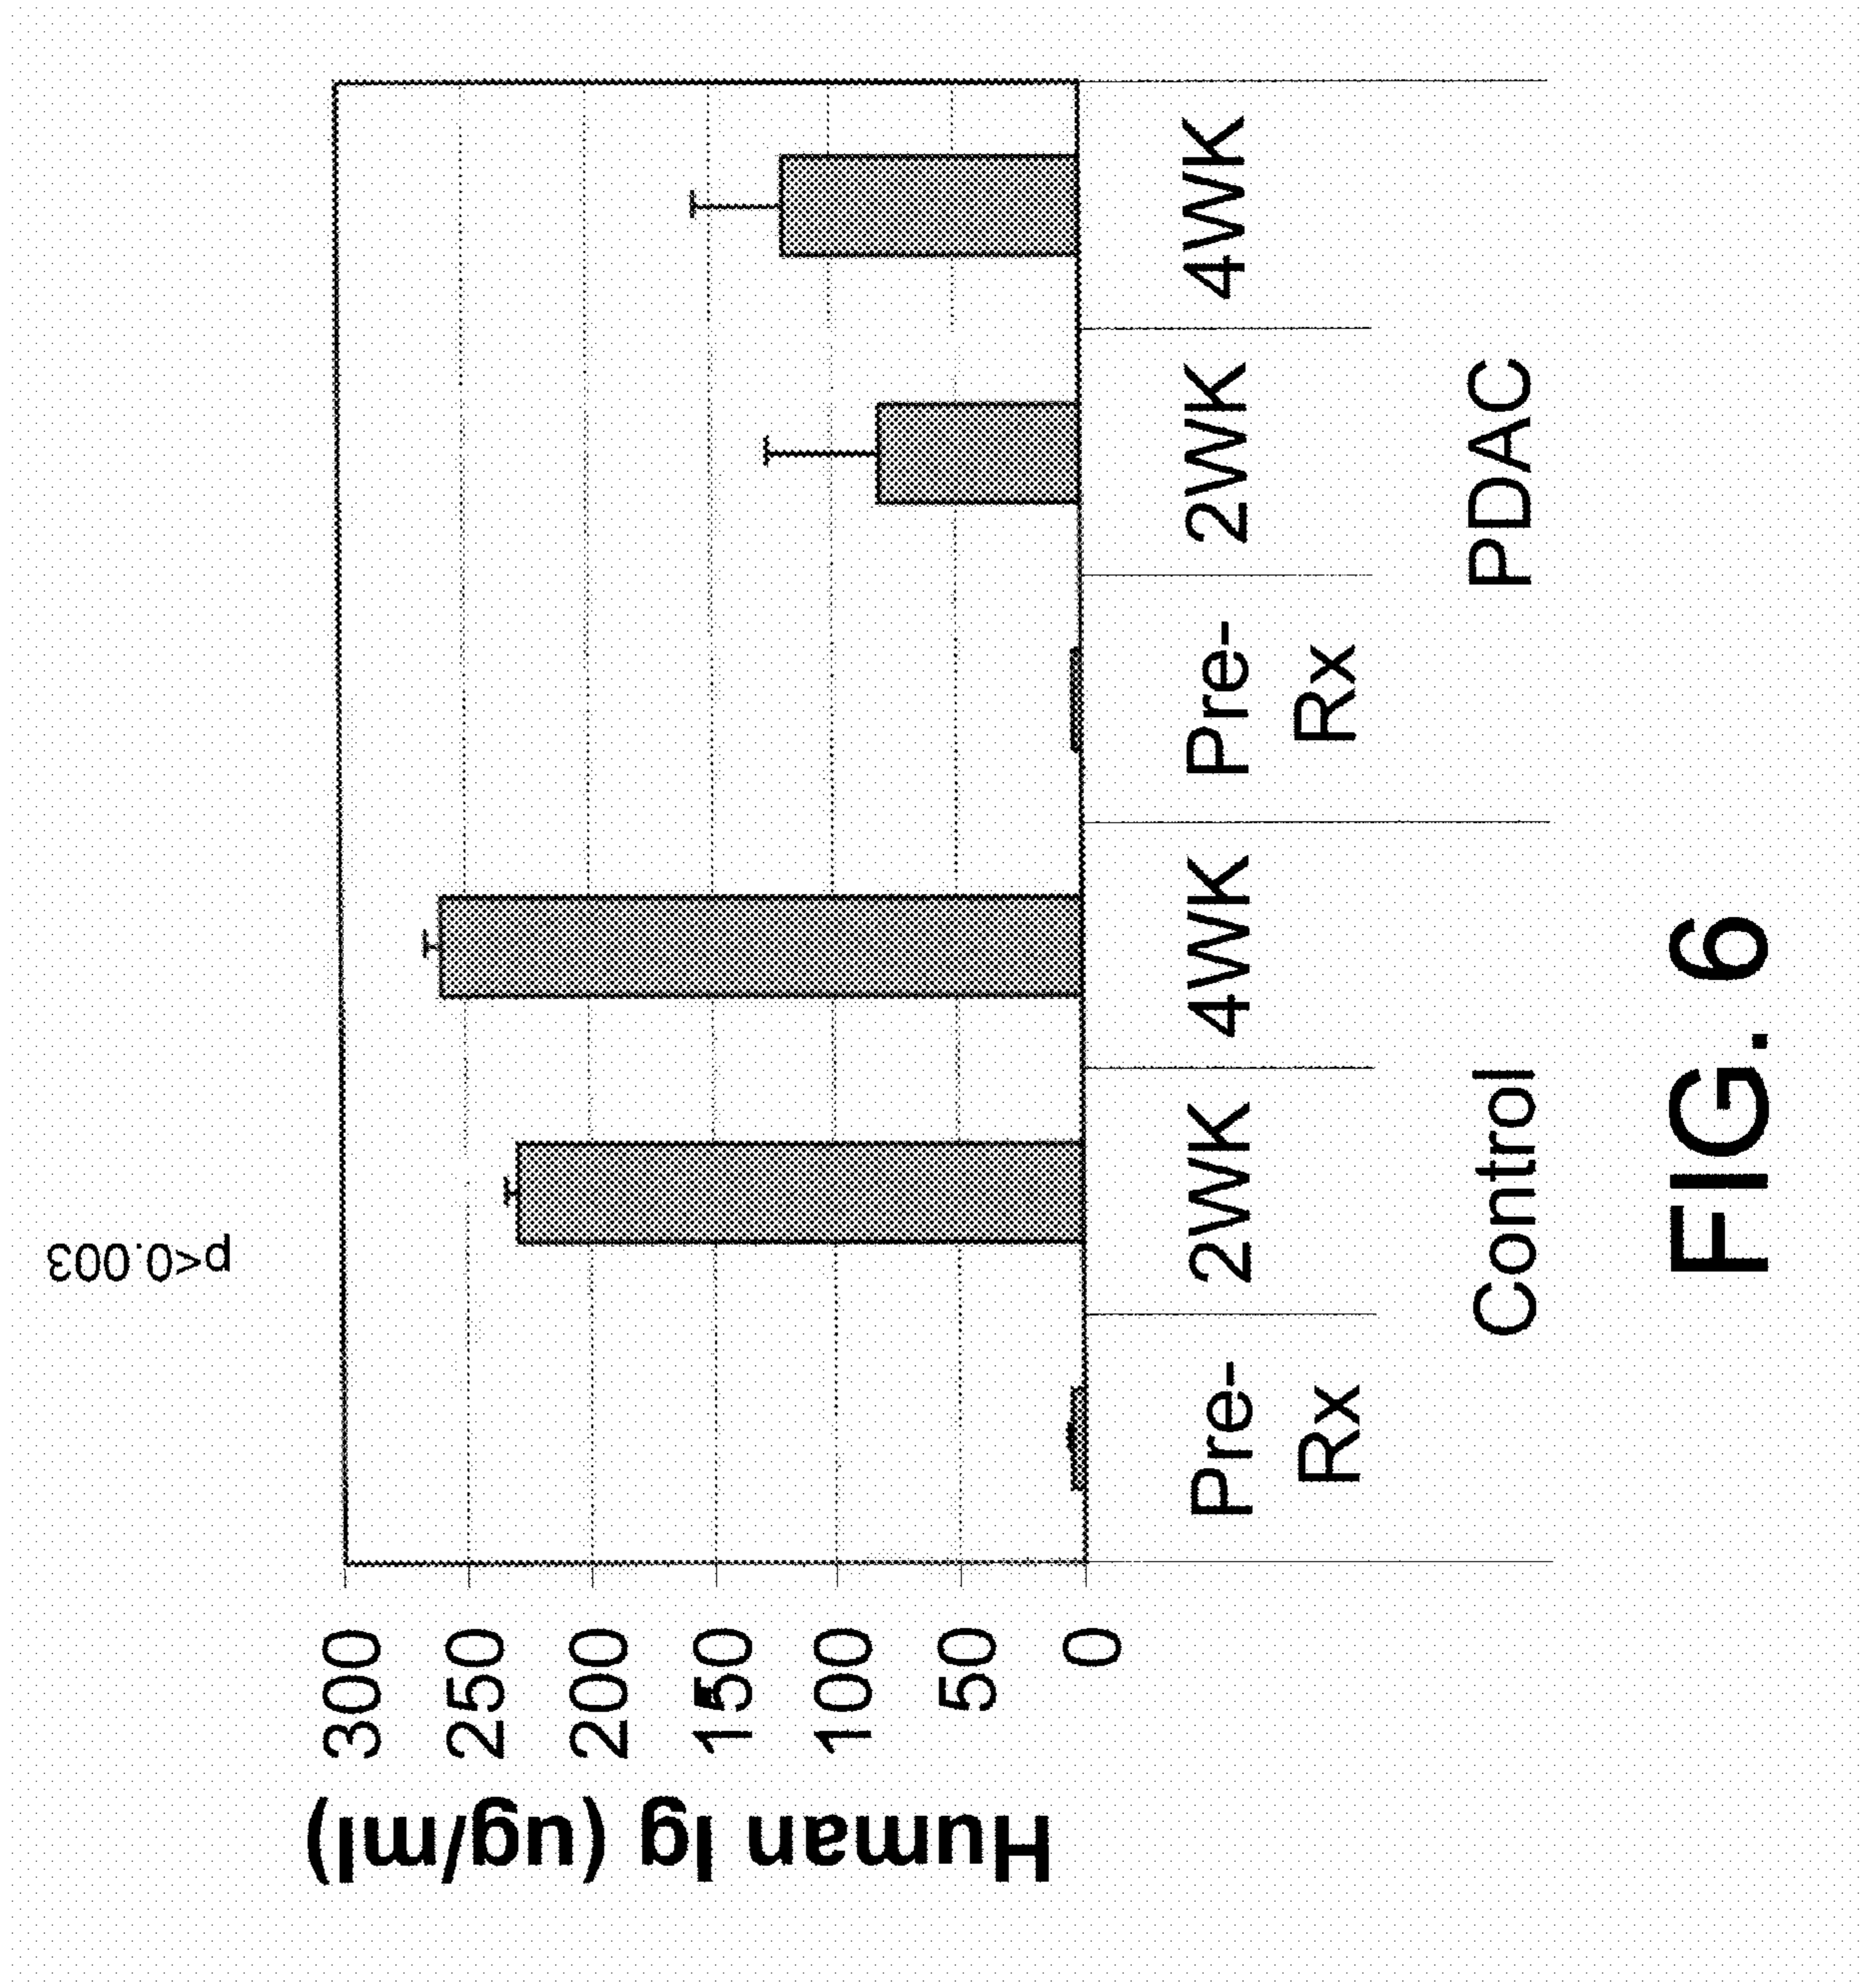 p<0.003
Human Ig (ug/ml)
300
250
200
150
100
50
0
Pre-
Rx
2WK
4WK
Pre-
Rx
2WK
4WK
Control
PDAC
FIG. 6